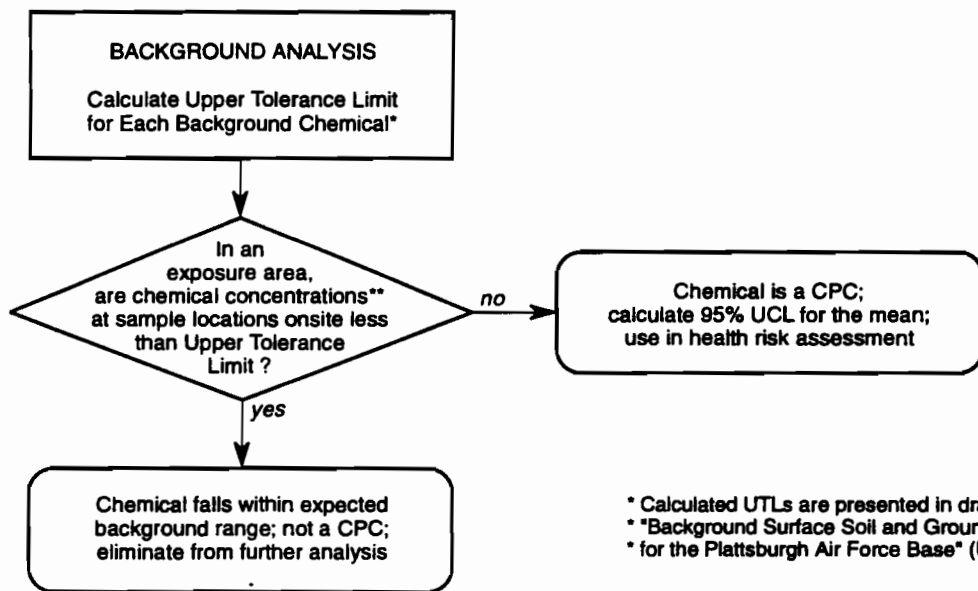 BACKGROUND ANALYSIS
Calculate Upper Tolerance Limit
for Each Background Chemical*
In an
exposure area,
are chemical concentrations**
at sample locations onsite less
than Upper Tolerance
Limit ?
no
Chemical is a CPC;
calculate 95% UCL for the mean;
use in health risk assessment
yes
Chemical falls within expected
background range; not a CPC;
eliminate from further analysis
* Calculated UTLs are presented in
* "Background Surface Soil and
* for the Plattsburgh Air Force Base"